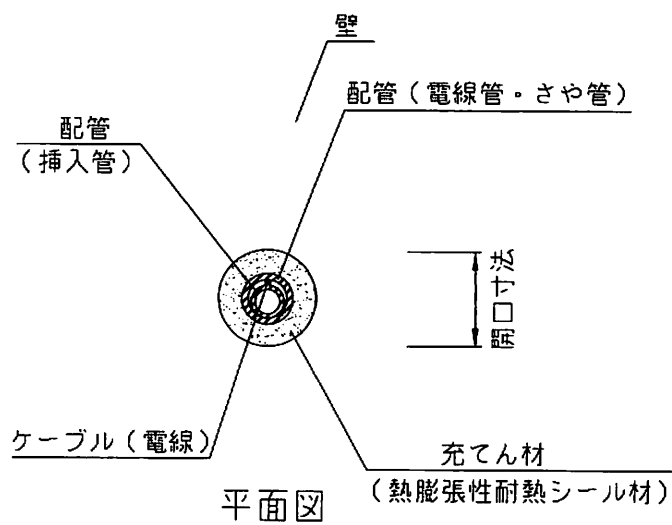 壁
配管（電線管・さや管）
配管
（挿入管）
開口寸法
ケーブル（電線）
充てん材
（熱膨張性耐熱シール材）
平面図